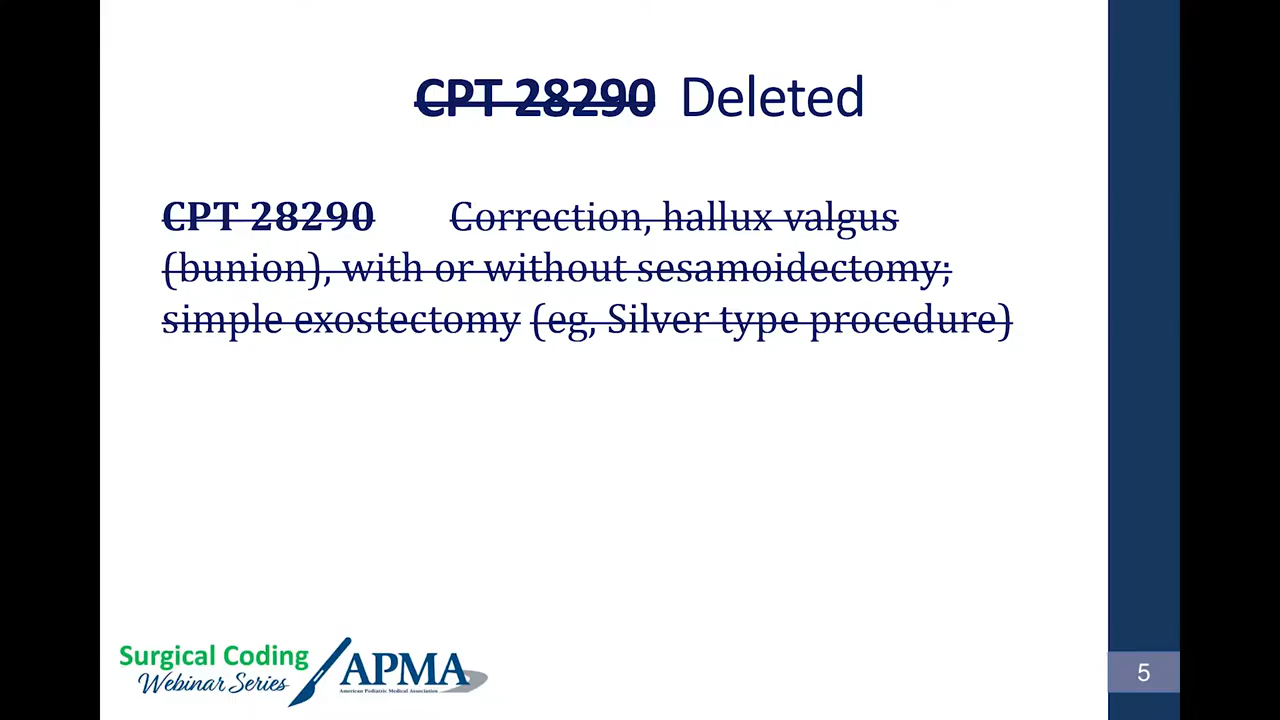 CPT 28290 Deleted
CPT 28290 Correction, hallux valgus
(bunion), with or without sesamoidectomy;
simple exostectomy (eg, Silver type procedure)
Surgical Coding
Webinar Series
APMA
American Podiatric Medical Association
5